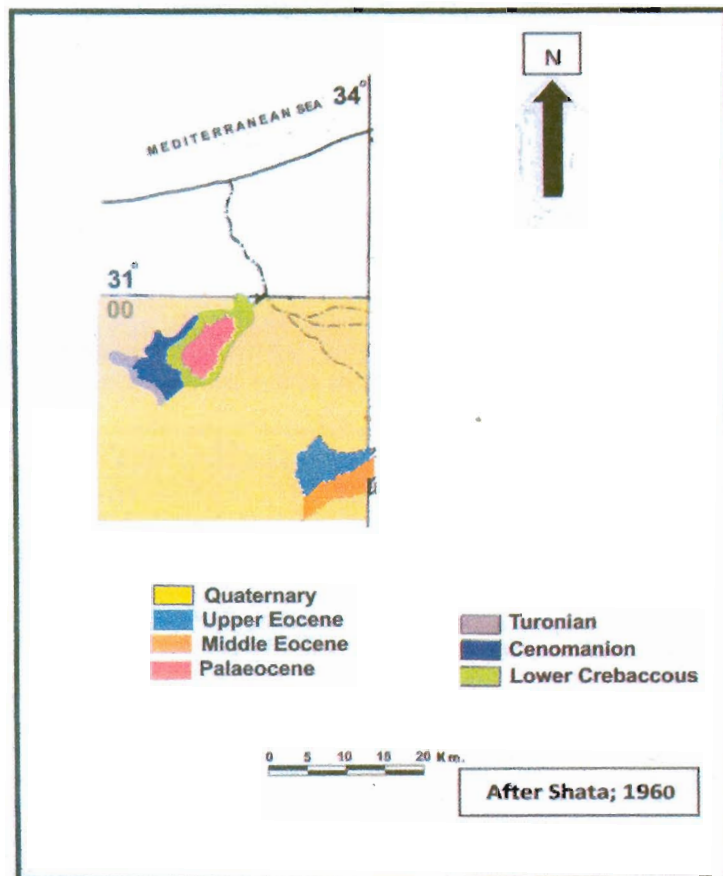 N
34°
MEDITERRANEAN SEA
31°
00
Quaternary
Upper Eocene
Middle Eocene
Palaeocene
Turonian
Cenomanion
Lower Crebaccous
0 5 10 15 20 Km.
After Shata; 1960